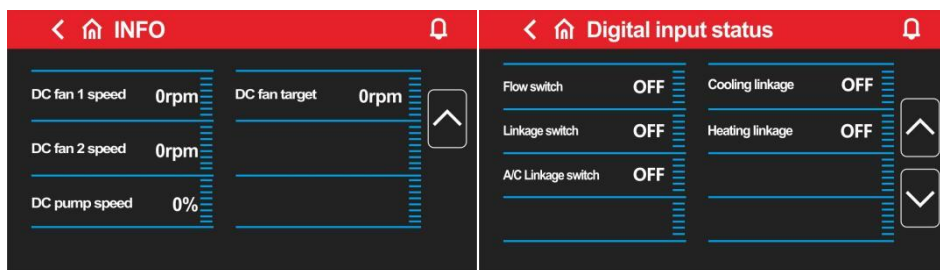 INFO
DC fan 1 speed 0rpm DC fan target 0rpm
DC fan 2 speed 0rpm
DC pump speed 0%
Digital input status
Flow switch OFF Cooling linkage OFF
Linkage switch OFF Heating linkage OFF
A/C Linkage switch OFF